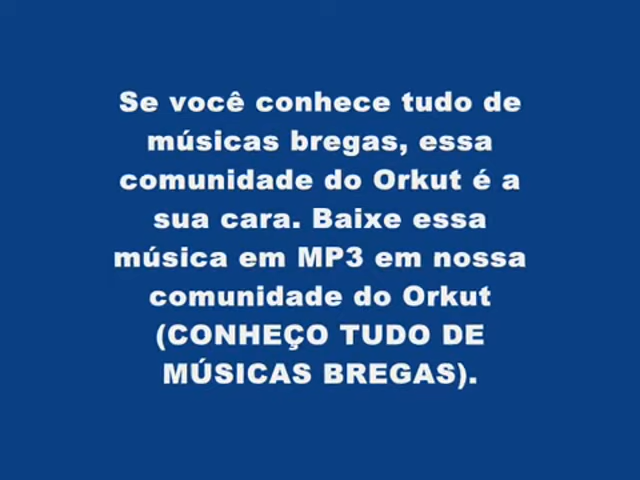 Se você conhece tudo de
músicas bregas, essa
comunidade do Orkut é a
sua cara. Baixe essa
música em MP3 em nossa
comunidade do Orkut
(CONHEÇO TUDO DE
MÚSICAS BREGAS).